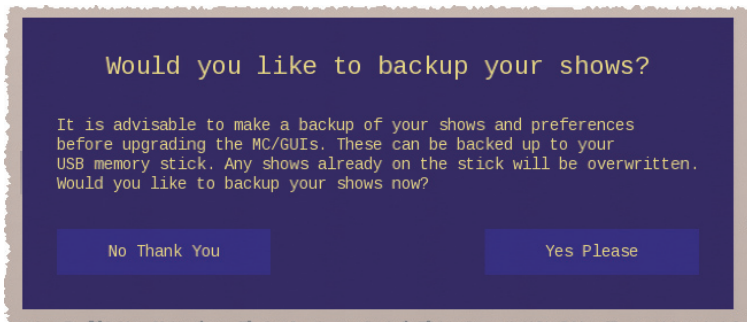 Would you like to backup your shows?
It is advisable to make a backup of your shows and preferences
before upgrading the MC/GUIs. These can be backed up to your
USB memory stick. Any shows already on the stick will be overwritten.
Would you like to backup your shows now?
No Thank You
Yes Please